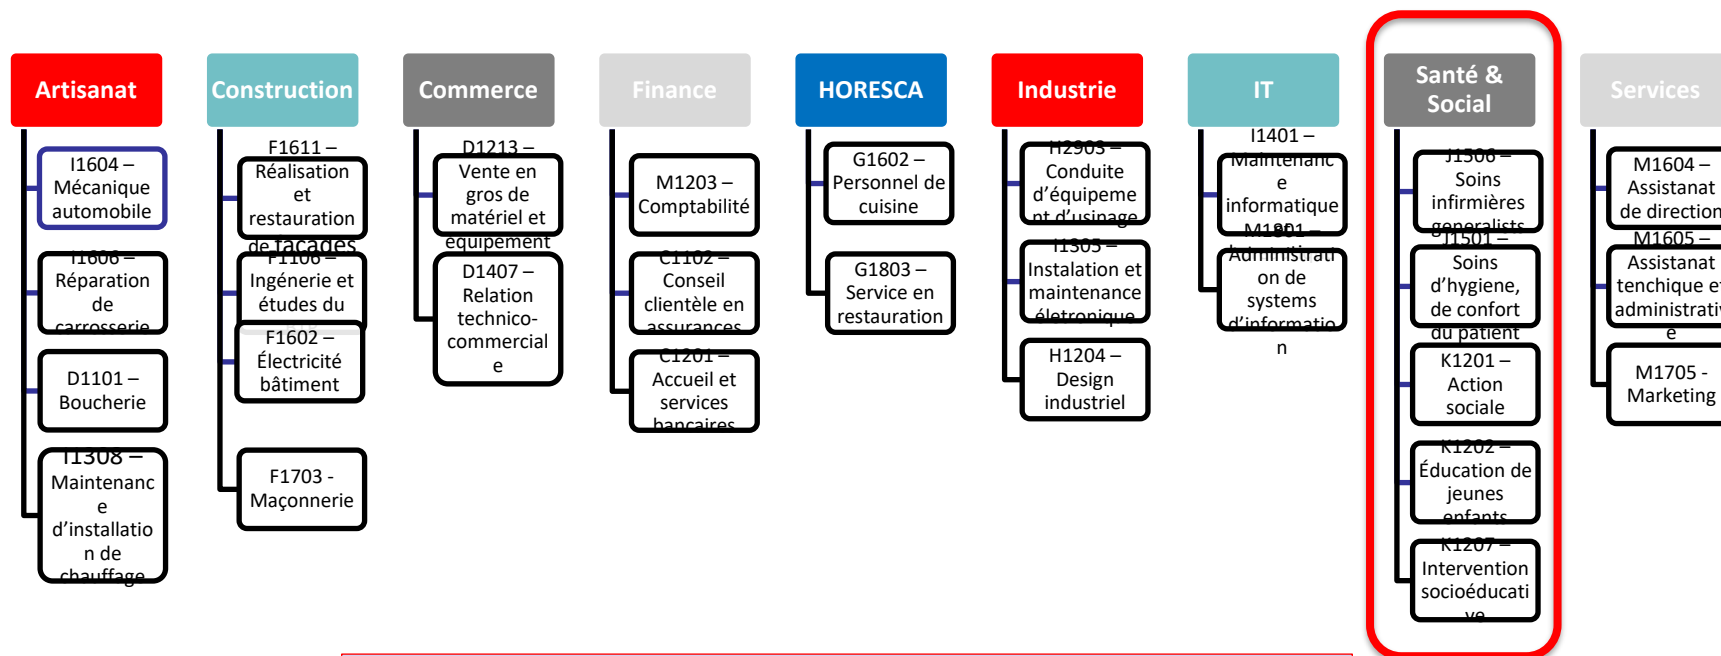 Artisanat
I1604 –
Mécanique
automobile
I1606 –
Réparation
de
carrosserie
D1101 –
Boucherie
I1308 –
Maintenanc
e
d’installatio
n de
chauffage
Construction
F1611 –
Réalisation
et
restauration
de façades
F1106 –
Ingénerie et
études du
F1602 –
Électricité
bâtiment
F1703 -
Maçonnerie
Commerce
D1213 –
Vente en
gros de
matériel et
équipement
D1407 –
Relation
technico-
commercial
e
Finance
M1203 –
Comptabilité
C1102 –
Conseil
clientèle en
assurances
C1201 –
Accueil et
services
bancaires
HORESCA
G1602 –
Personnel de
cuisine
G1803 –
Service en
restauration
Industrie
H2903 –
Conduite
d’équipeme
nt d’usinage
I1305 –
Instalation et
maintenance
életronique
H1204 –
Design
industriel
IT
I1401 –
Maintenanc
e
informatique
M1801 –
Administrati
on de
systems
d’informatio
n
Santé &
Social
J1506 –
Soins
infirmières
generalists
J1501 –
Soins
d’hygiene,
de confort
du patient
K1201 –
Action
sociale
K1202 –
Éducation de
jeunes
enfants
K1207 –
Intervention
socioéducati
ve
Services
M1604 –
Assistanat
de direction
M1605 –
Assistanat
tenchique et
administrativ
e
M1705 -
Marketing